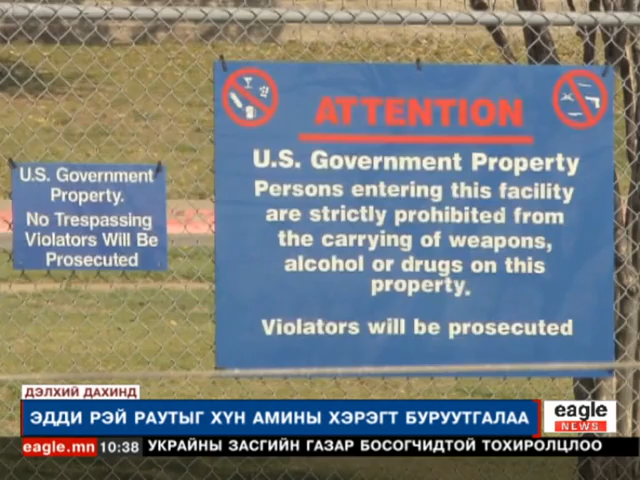 ATTENTION
U.S. Government Property
Persons entering this facility
are strictly prohibited from
the carrying of weapons,
alcohol or drugs on this
property.
Violators will be prosecuted
U.S. Government
Property.
No Trespassing
Violators Will Be
Prosecuted
ДЭЛХИЙ ДАХИНД
ЭДДИ РЭЙ РАУТЫГ ХҮН АМИНЫ ХЭРЭГТ БУРУУТГАЛАА
eagle
NEWS
eagle.mn 10:38 УКРАЙНЫ ЗАСГИЙН ГАЗАР БОСОГЧИДТОЙ ТОХИРОЛЦЛОО